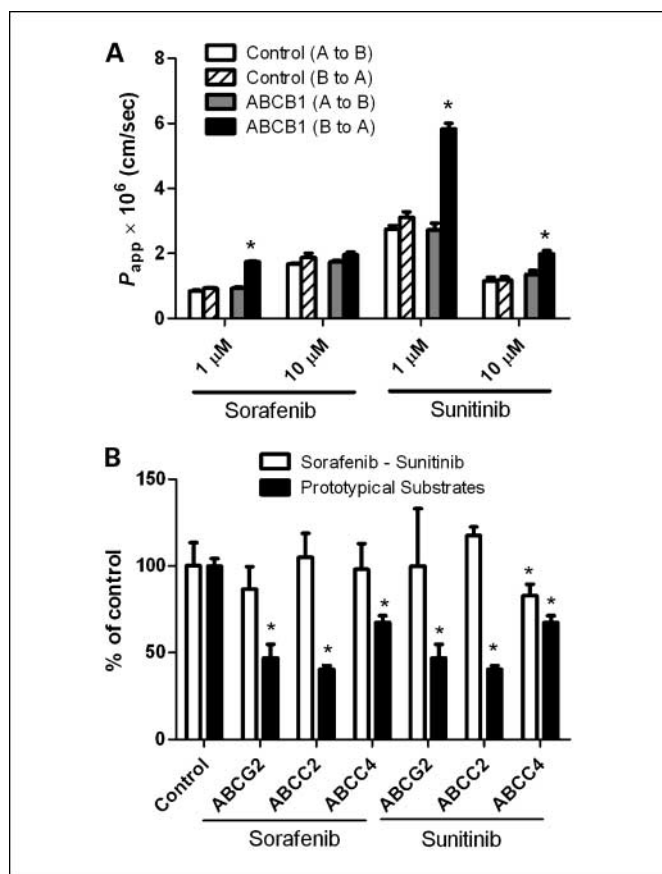 A
Control (A to B)
Control (B to A)
ABCB1 (A to B)
ABCB1 (B to A)
8
6
4
2
0
Papp × 10⁶ (cm/sec)
*
*
*
1 µM
10 µM
1 µM
10 µM
Sorafenib
Sunitinib
B
Sorafenib - Sunitinib
Prototypical Substrates
150
100
50
0
% of control
*
*
*
*
*
*
*
Control
ABCG2
ABCC2
ABCC4
ABCG2
ABCC2
ABCC4
Sorafenib
Sunitinib